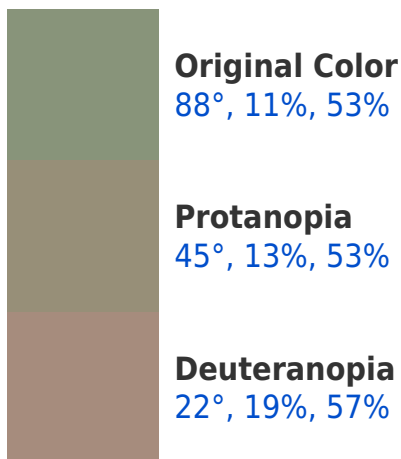 Original Color
88°, 11%, 53%
Protanopia
45°, 13%, 53%
Deuteranopia
22°, 19%, 57%